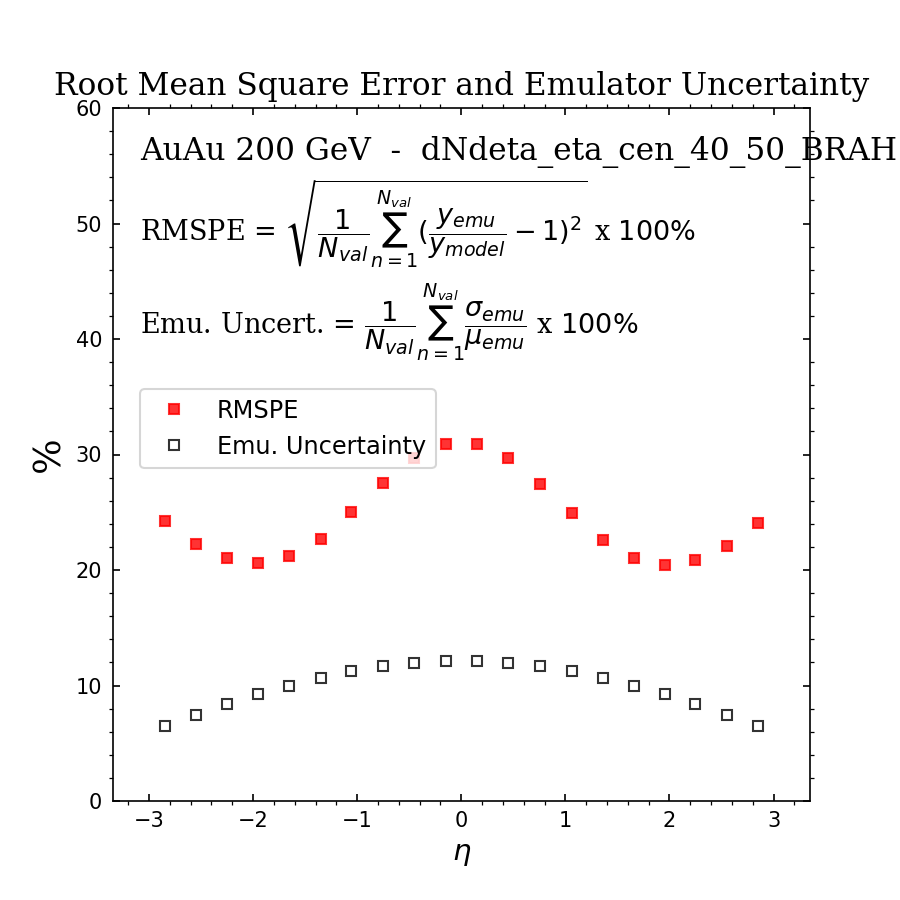 Root Mean Square Error and Emulator Uncertainty
AuAu 200 GeV - dNdeta_eta_cen_40_50_BRAH
RMSPE = √(1/N_val ∑_{n=1}^{N_val} (y_emu/y_model − 1)²) x 100%
Emu. Uncert. = 1/N_val ∑_{n=1}^{N_val} σ_emu/μ_emu x 100%
RMSPE
Emu. Uncertainty
%
60
50
40
30
20
10
0
−3 −2 −1 0 1 2 3
η